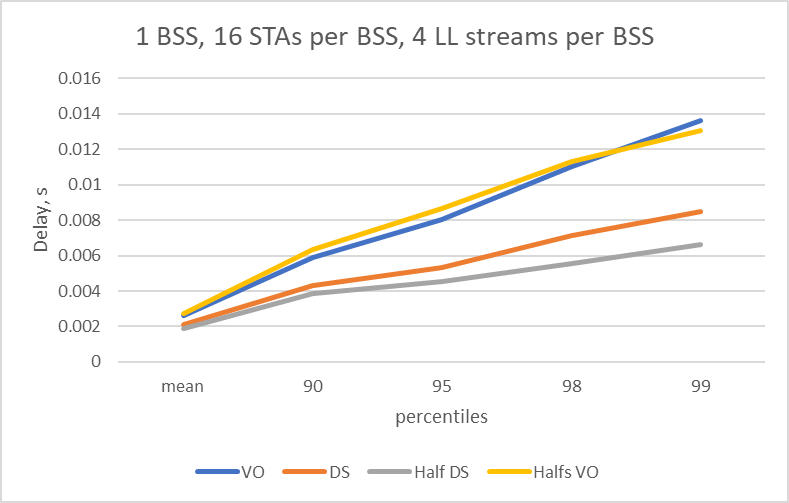 1 BSS, 16 STAs per BSS, 4 LL streams per BSS
0.016
0.014
0.012
0.01
0.008
0.006
0.004
0.002
0
Delay, s
mean 90 95 98 99
percentiles
VO DS Half DS Halfs VO